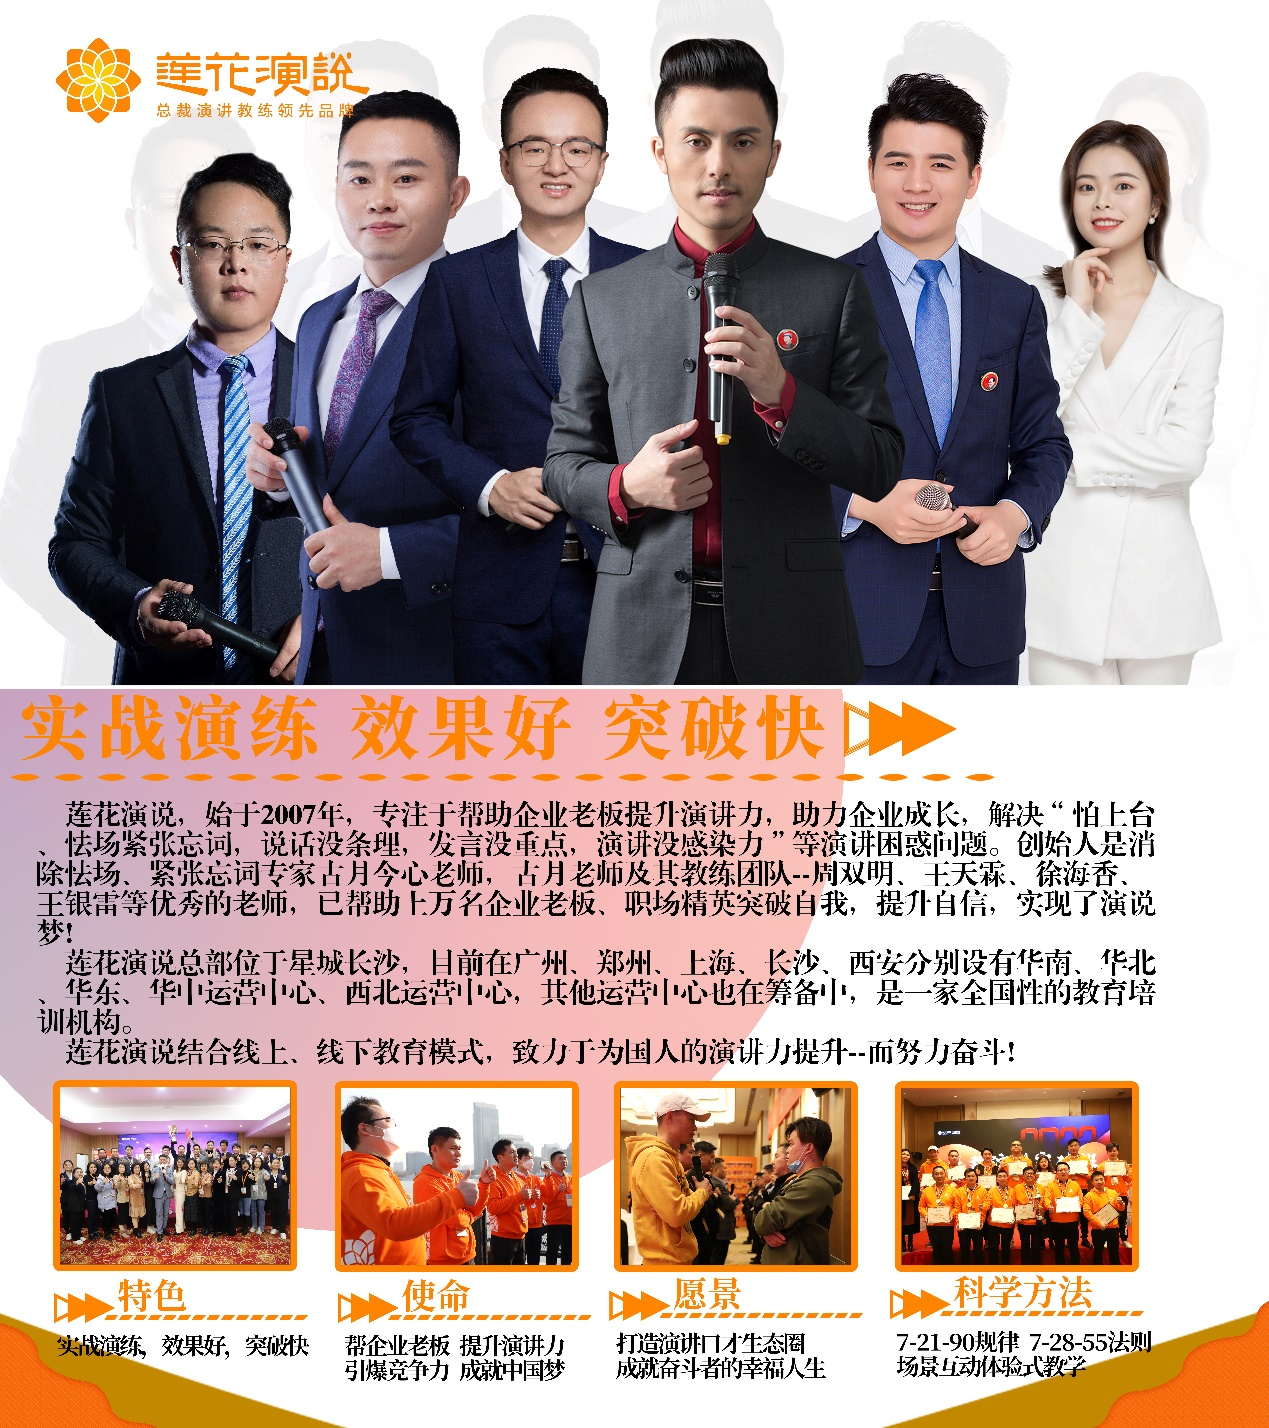 莲花演説
总裁演讲教练领先品牌
实战演练 效果好 突破快
莲花演说，始于2007年，专注于帮助企业老板提升演讲力，助力企业成长，解决“怕上台
、怯场紧张忘词，说话没条理，发言没重点，演讲没感染力”等演讲困惑问题。创始人是消
除怯场、紧张忘词专家古月今心老师，古月老师及其教练团队--周双明、王天霖、徐海香、
王银雷等优秀的老师，已帮助上万名企业老板、职场精英突破自我，提升自信，实现了演说
梦!
莲花演说总部位于星城长沙，目前在广州、郑州、上海、长沙、西安分别设有华南、华北
、华东、华中运营中心、西北运营中心，其他运营中心也在筹备中，是一家全国性的教育培
训机构。
莲花演说结合线上、线下教育模式，致力于为国人的演讲力提升--而努力奋斗!
特色
使命
愿景
科学方法
实战演练，效果好，突破快
帮企业老板 提升演讲力
引爆竞争力 成就中国梦
打造演讲口才生态圈
成就奋斗者的幸福人生
7-21-90规律 7-28-55法则
场景互动体验式教学